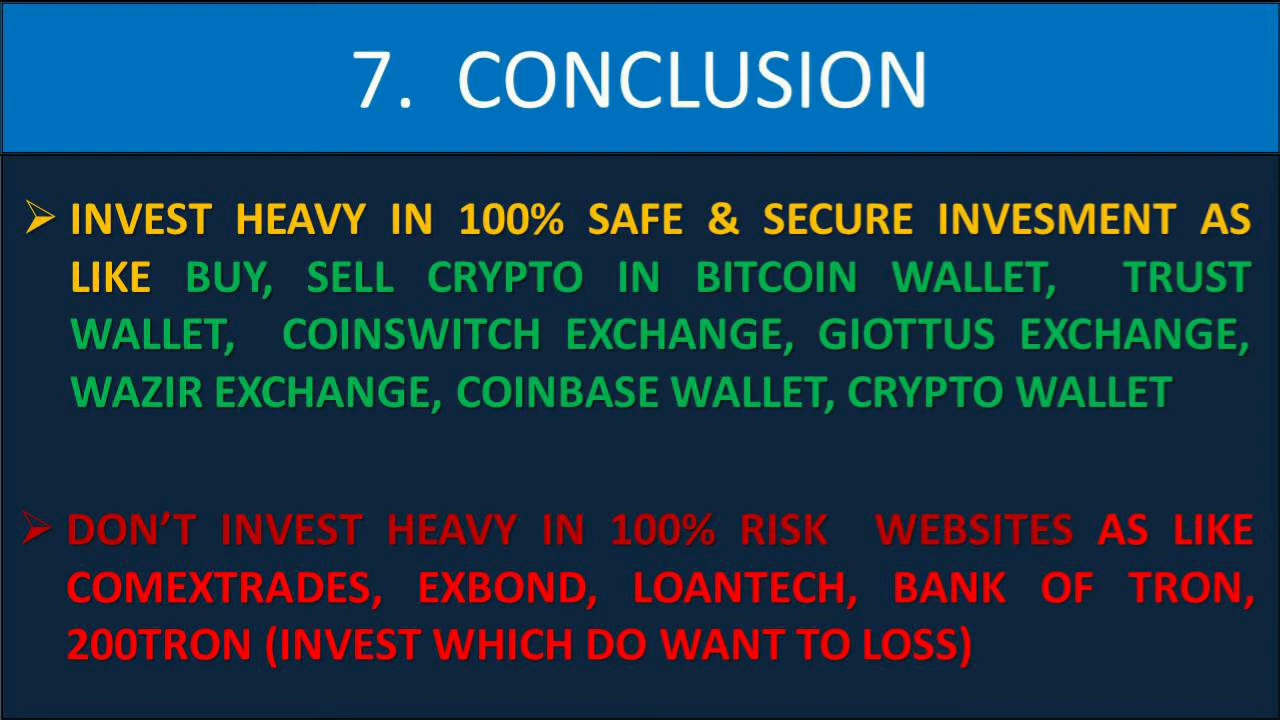 7. CONCLUSION
➢ INVEST HEAVY IN 100% SAFE & SECURE INVESMENT AS
LIKE BUY, SELL CRYPTO IN BITCOIN WALLET, TRUST
WALLET, COINSWITCH EXCHANGE, GIOTTUS EXCHANGE,
WAZIR EXCHANGE, COINBASE WALLET, CRYPTO WALLET
➢ DON’T INVEST HEAVY IN 100% RISK WEBSITES AS LIKE
COMEXTRADES, EXBOND, LOANTECH, BANK OF TRON,
200TRON (INVEST WHICH DO WANT TO LOSS)